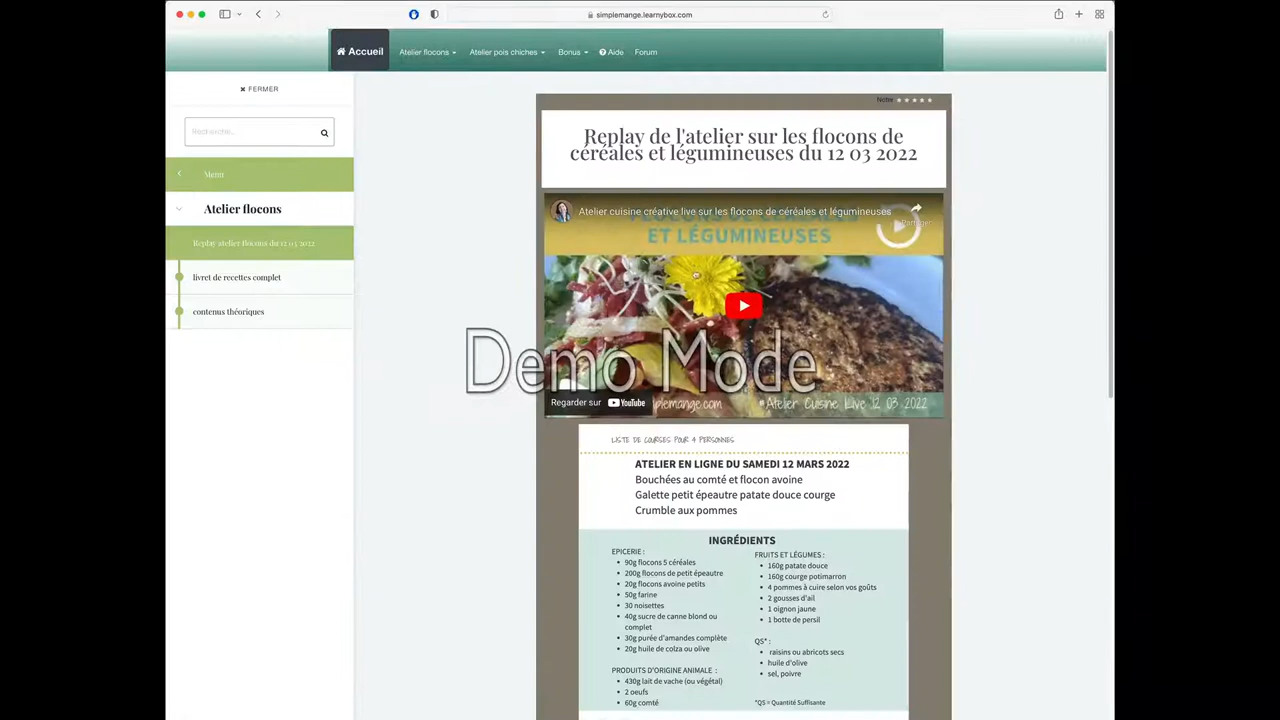 simplemange.learnybox.com
Accueil
Atelier flocons
Atelier pois chiches
Bonus
Aide
Forum
✖ FERMER
Recherche...
Menu
Atelier flocons
Replay atelier flocons du 12 03 2022
livret de recettes complet
contenus théoriques
Notre
Replay de l'atelier sur les flocons de
céréales et légumineuses du 12 03 2022
Atelier cuisine créative live sur les flocons de céréales et légumineuses
Partager
ET LÉGUMINEUSES
Demo Mode
Regarder sur YouTube
plemange.com
#Atelier Cuisine Live 12 03 2022
LISTE DE COURSES POUR 4 PERSONNES
ATELIER EN LIGNE DU SAMEDI 12 MARS 2022
Bouchées au comté et flocon avoine
Galette petit épeautre patate douce courge
Crumble aux pommes
INGRÉDIENTS
EPICERIE :
• 90g flocons 5 céréales
• 200g flocons de petit épeautre
• 20g flocons avoine petits
• 50g farine
• 30 noisettes
• 40g sucre de canne blond ou
complet
• 30g purée d'amandes complète
• 20g huile de colza ou olive
PRODUITS D'ORIGINE ANIMALE :
• 430g lait de vache (ou végétal)
• 2 oeufs
• 60g comté
FRUITS ET LÉGUMES :
• 160g patate douce
• 160g courge potimarron
• 4 pommes à cuire selon vos goûts
• 2 gousses d'ail
• 1 oignon jaune
• 1 botte de persil
QS* :
• raisins ou abricots secs
• huile d'olive
• sel, poivre
*QS = Quantité Suffisante